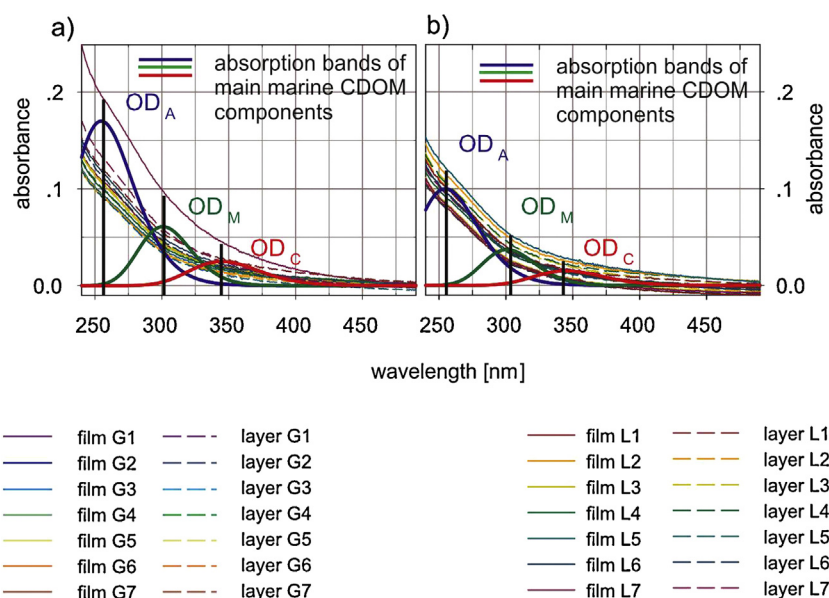 a)
b)
absorption bands of
main marine CDOM
components
absorption bands of
main marine CDOM
components
OD A
OD M
OD C
OD A
OD M
OD C
absorbance
.2
.1
0.0
.2
.1
0.0
absorbance
250 300 350 400 450
250 300 350 400 450
wavelength [nm]
film G1 layer G1
film G2 layer G2
film G3 layer G3
film G4 layer G4
film G5 layer G5
film G6 layer G6
film G7 layer G7
film L1 layer L1
film L2 layer L2
film L3 layer L3
film L4 layer L4
film L5 layer L5
film L6 layer L6
film L7 layer L7